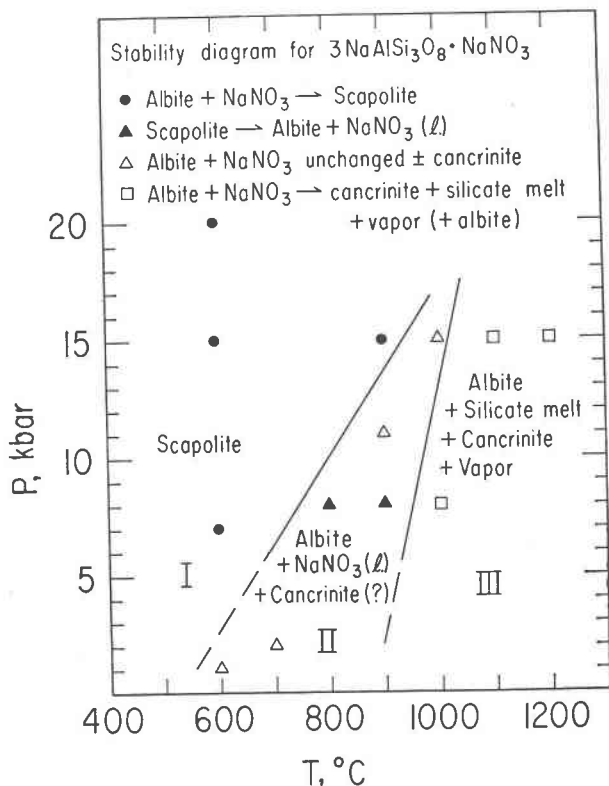 Stability diagram for 3NaAlSi₃O₈·NaNO₃
● Albite + NaNO₃ → Scapolite
▲ Scapolite → Albite + NaNO₃ (ℓ.)
△ Albite + NaNO₃ unchanged ± cancrinite
□ Albite + NaNO₃ → cancrinite + silicate melt
+ vapor (+ albite)
20
15
10
5
P, kbar
Albite
+ Silicate melt
+ Cancrinite
+ Vapor
Scapolite
Albite
+ NaNO₃(ℓ.)
+ Cancrinite (?)
I
II
III
400
600
800
1000
1200
T, °C